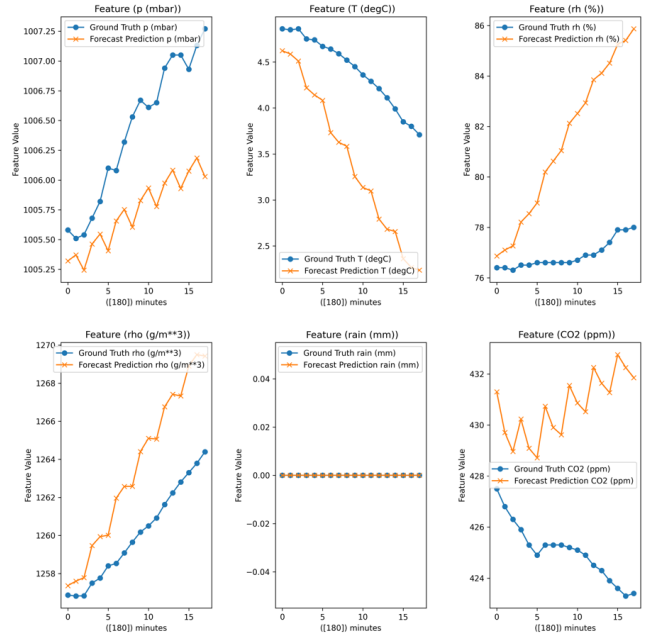 Feature (p (mbar))
Ground Truth p (mbar)
Forecast Prediction p (mbar)
1007.25
1007.00
1006.75
1006.50
1006.25
1006.00
1005.75
1005.50
1005.25
Feature Value
0 5 10 15
([180]) minutes
Feature (T (degC))
4.5
4.0
3.5
3.0
2.5
Feature Value
Ground Truth T (degC)
Forecast Prediction T (degC)
0 5 10 15
([180]) minutes
Feature (rh (%))
Ground Truth rh (%)
Forecast Prediction rh (%)
86
84
82
80
78
76
Feature Value
0 5 10 15
([180]) minutes
Feature (rho (g/m**3))
Ground Truth rho (g/m**3)
Forecast Prediction rho (g/m**3)
1270
1268
1266
1264
1262
1260
1258
Feature Value
0 5 10 15
([180]) minutes
Feature (rain (mm))
Ground Truth rain (mm)
Forecast Prediction rain (mm)
0.04
0.02
0.00
−0.02
−0.04
Feature Value
0 5 10 15
([180]) minutes
Feature (CO2 (ppm))
432
430
428
426
424
Feature Value
Ground Truth CO2 (ppm)
Forecast Prediction CO2 (ppm)
0 5 10 15
([180]) minutes